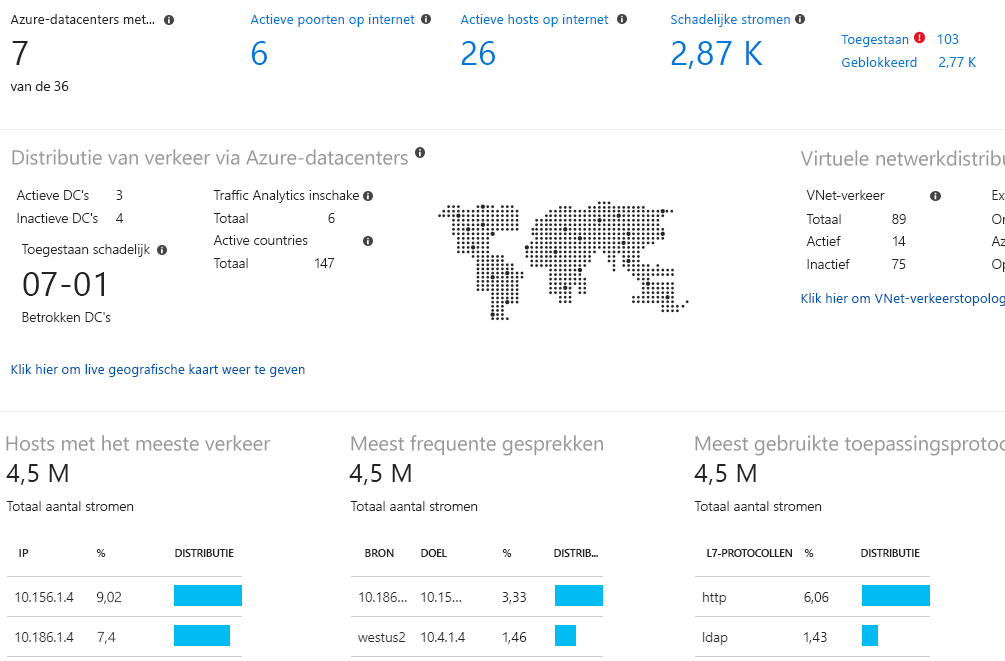 Azure-datacenters met...
7
van de 36
Actieve poorten op internet
6
Actieve hosts op internet
26
Schadelijke stromen
2,87 K
Toegestaan 103
Geblokkeerd 2,77 K
Distributie van verkeer via Azure-datacenters
Actieve DC's 3
Inactieve DC's 4
Toegestaan schadelijk
07-01
Betrokken DC's
Traffic Analytics inschake
Totaal 6
Active countries
Totaal 147
Klik hier om live geografische kaart weer te geven
Virtuele netwerkdistribu
VNet-verkeer
Totaal 89
Actief 14
Inactief 75
Ex
Or
Az
Op
Klik hier om VNet-verkeerstopolog
Hosts met het meeste verkeer
4,5 M
Totaal aantal stromen
IP % DISTRIBUTIE
10.156.1.4 9,02
10.186.1.4 7,4
Meest frequente gesprekken
4,5 M
Totaal aantal stromen
BRON DOEL % DISTRIB...
10.186... 10.15... 3,33
westus2 10.4.1.4 1,46
Meest gebruikte toepassingsprotoc
4,5 M
Totaal aantal stromen
L7-PROTOCOLLEN % DISTRIBUTIE
http 6,06
ldap 1,43